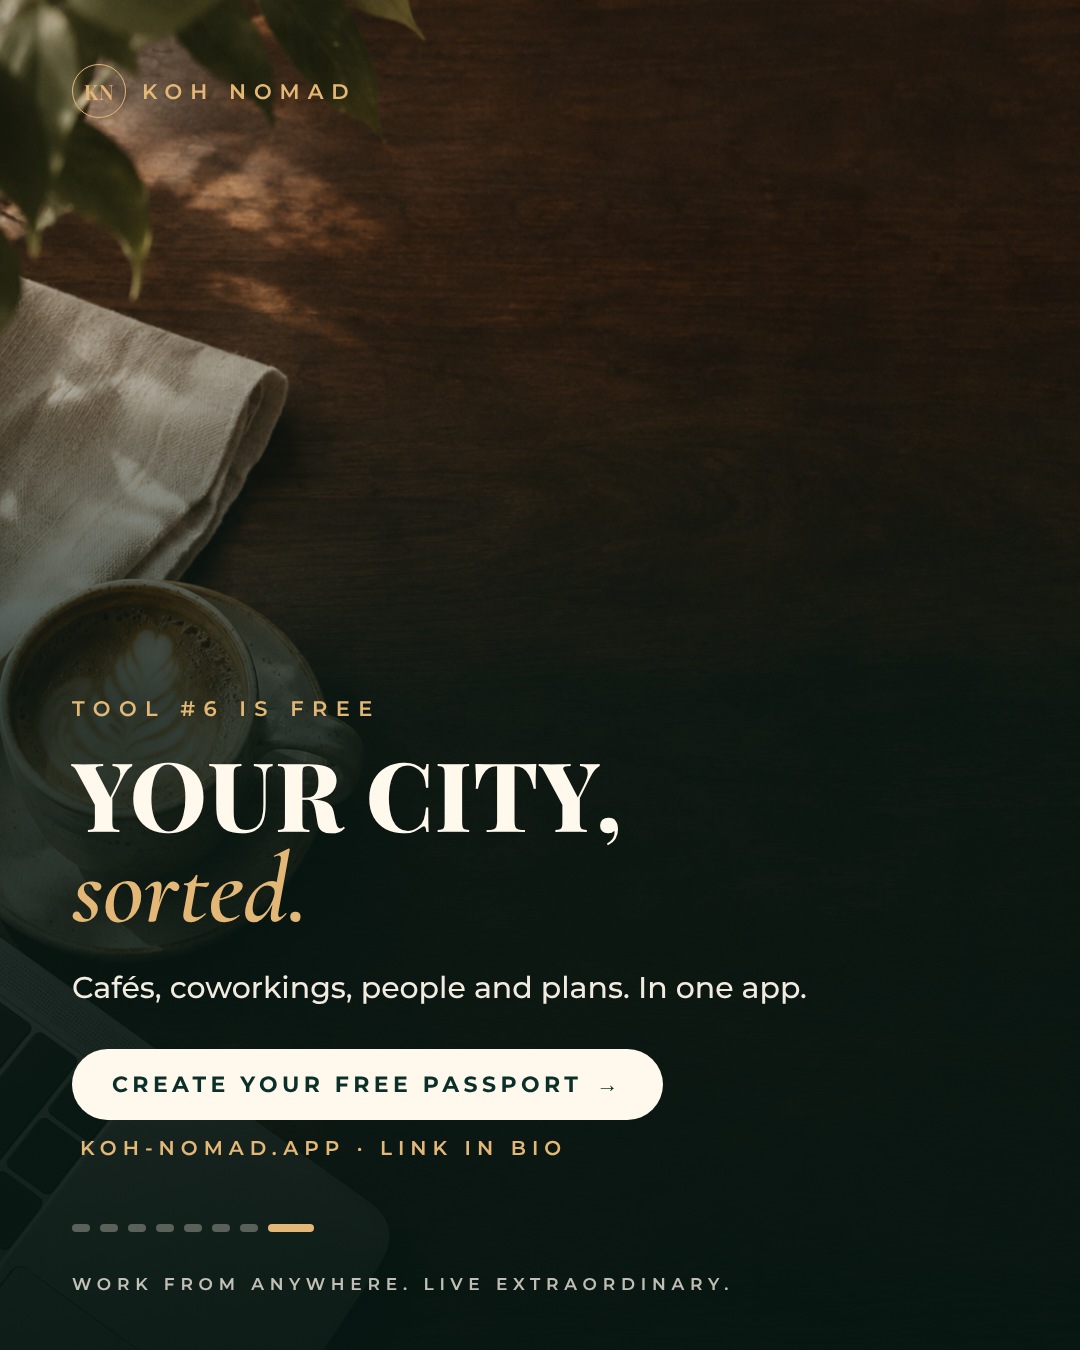 KN KOH NOMAD
TOOL #6 IS FREE
YOUR CITY,
sorted.
Cafés, coworkings, people and plans. In one app.
CREATE YOUR FREE PASSPORT →
KOH-NOMAD.APP · LINK IN BIO
WORK FROM ANYWHERE. LIVE EXTRAORDINARY.